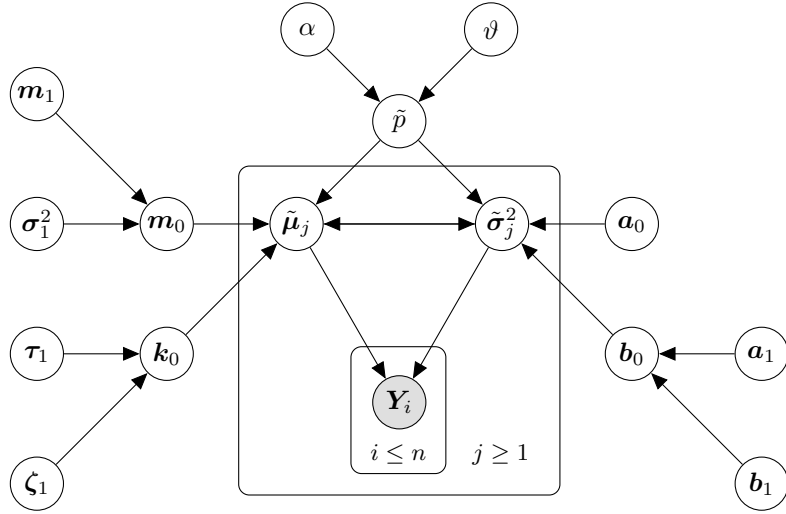 α ϑ
𝒎₁ p̃
𝝈₁² 𝒎₀ 𝝁̃ⱼ 𝝈̃ⱼ² 𝒂₀
𝝉₁ 𝒌₀ 𝒃₀ 𝒂₁
𝒀ᵢ
i ≤ n j ≥ 1
𝜻₁ 𝒃₁